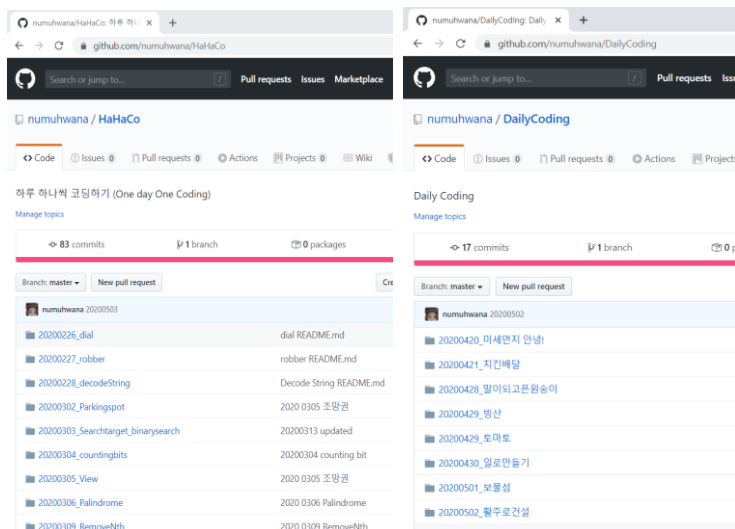 numuhwana/HaHaCo: 하루 하나
github.com/numuhwana/HaHaCo
Search or jump to...
/
Pull requests Issues Marketplace
numuhwana / HaHaCo
Code
Issues 0
Pull requests 0
Actions
Projects 0
Wiki
하루 하나씩 코딩하기 (One day One Coding)
Manage topics
83 commits
1 branch
0 packages
Branch: master
New pull request
Cre
numuhwana 20200503
20200226_dial dial README.md
20200227_robber robber README.md
20200228_decodeString Decode String README.md
20200302_Parkingspot 2020 0305 조망권
20200303_Searchtarget_binarysearch 20200313 updated
20200304_countingbits 20200304 counting bit
20200305_View 2020 0305 조망권
20200306_Palindrome 2020 0306 Palindrome
20200309_RemoveNth 2020 0309 RemoveNth
numuhwana/DailyCoding: Daily
github.com/numuhwana/DailyCoding
Search or jump to...
/
Pull requests Issu
numuhwana / DailyCoding
Code
Issues 0
Pull requests 0
Actions
Projects
Daily Coding
Manage topics
17 commits
1 branch
0 p
Branch: master
New pull request
numuhwana 20200502
20200420_미세먼지 안녕!
20200421_치킨배달
20200428_말이되고픈원숭이
20200429_빙산
20200429_토마토
20200430_일로만들기
20200501_보물섬
20200502_활주로건설